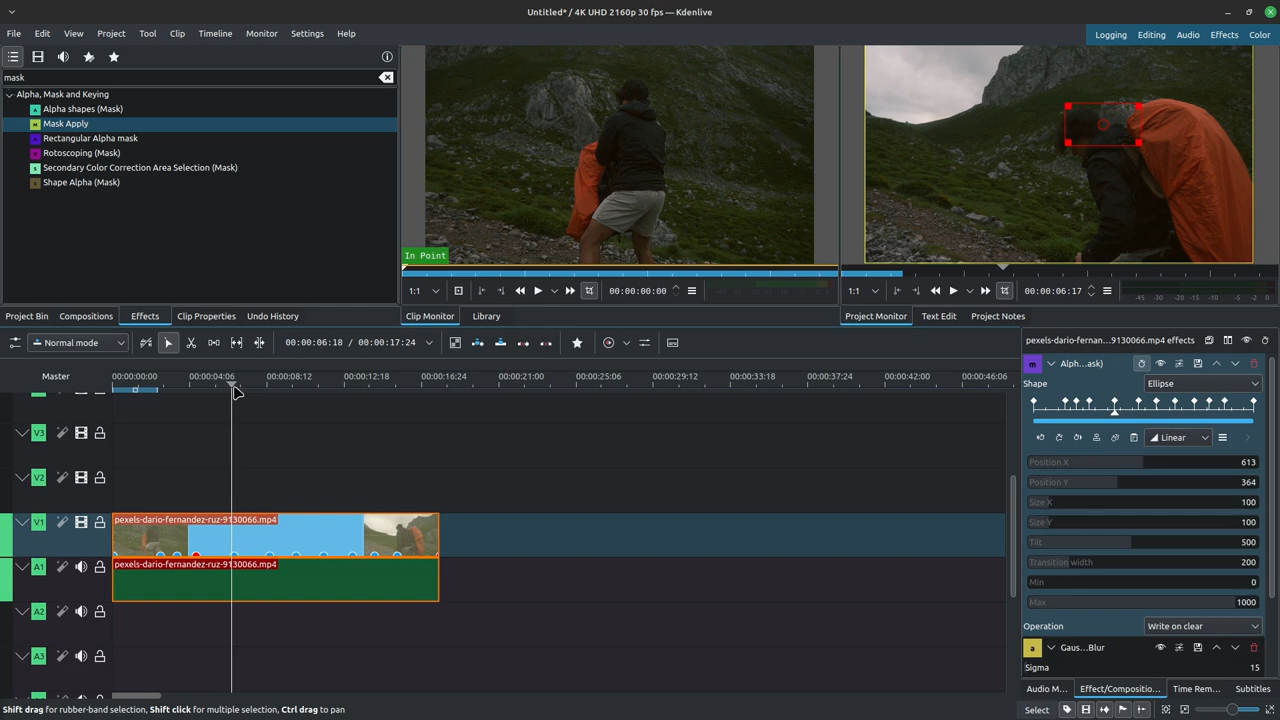 Untitled* / 4K UHD 2160p 30 fps — Kdenlive
File Edit View Project Tool Clip Timeline Monitor Settings Help
Logging Editing Audio Effects Color
mask
Alpha, Mask and Keying
Alpha shapes (Mask)
Mask Apply
Rectangular Alpha mask
Rotoscoping (Mask)
Secondary Color Correction Area Selection (Mask)
Shape Alpha (Mask)
In Point
1:1
00:00:00:00
1:1
00:00:06:17
-45 -30 -20 -15 -10 -5 -2 0
Project Bin Compositions Effects Clip Properties Undo History
Clip Monitor Library
Project Monitor Text Edit Project Notes
Normal mode
00:00:06:18 / 00:00:17:24
Master
00:00:00:00 00:00:04:06 00:00:08:12 00:00:12:18 00:00:16:24 00:00:21:00 00:00:25:06 00:00:29:12 00:00:33:18 00:00:37:24 00:00:42:00 00:00:46:06
V3
V2
V1
pexels-dario-fernandez-ruz-9130066.mp4
A1
pexels-dario-fernandez-ruz-9130066.mp4
A2
A3
pexels-dario-fernan...9130066.mp4 effects
m Alph...ask)
Shape Ellipse
Linear
Position X 613
Position Y 364
Size X 100
Size Y 100
Tilt 500
Transition width 200
Min 0
Max 1000
Operation Write on clear
a Gaus...Blur
Sigma 15
Audio M... Effect/Compositio... Time Rem... Subtitles
Shift drag for rubber-band selection, Shift click for multiple selection, Ctrl drag to pan
Select